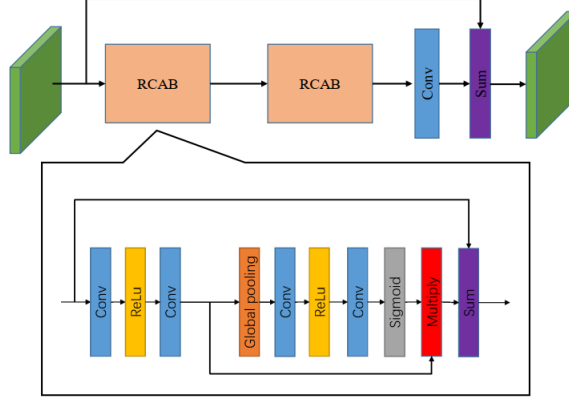 RCAB
RCAB
Conv
Sum
Conv
ReLu
Conv
Global pooling
Conv
ReLu
Conv
Sigmoid
Multiply
Sum